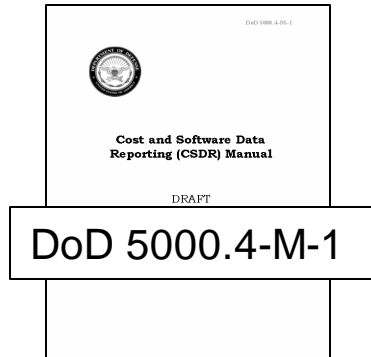 DoD 5000.4-M-1
Cost and Software Data
Reporting (CSDR) Manual
DRAFT
DoD 5000.4-M-1